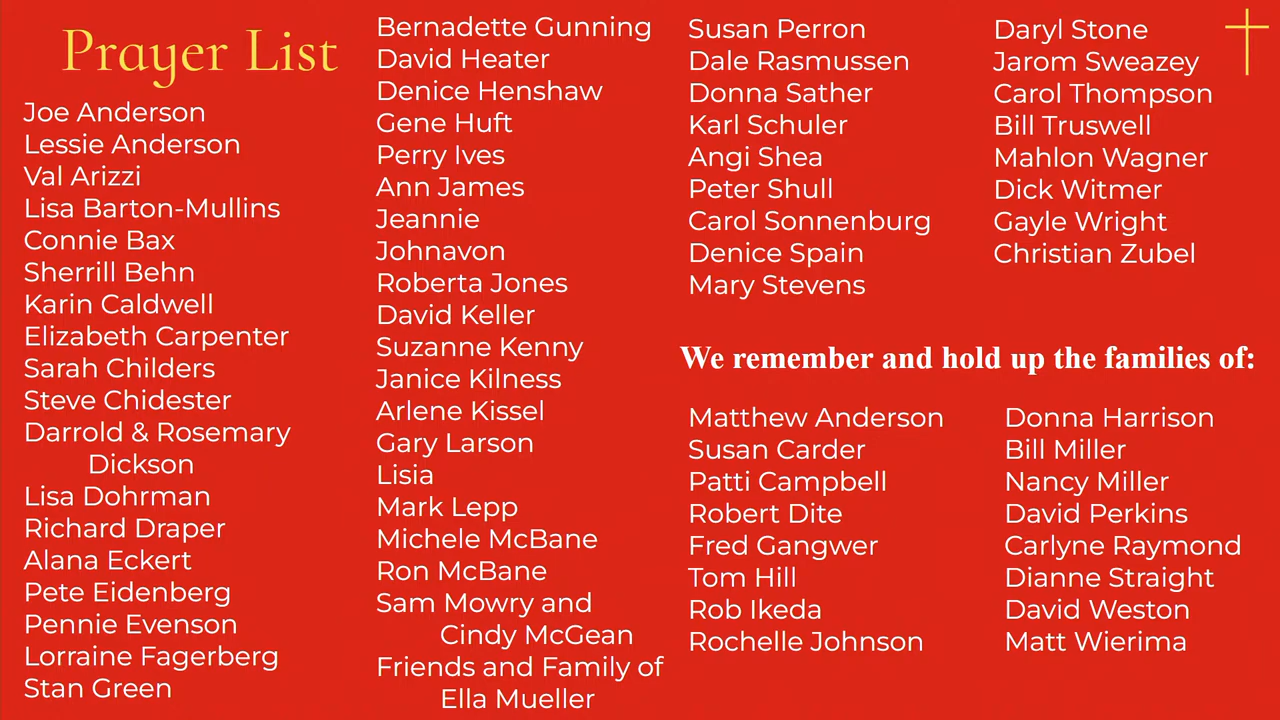 Prayer List
Joe Anderson
Lessie Anderson
Val Arizzi
Lisa Barton-Mullins
Connie Bax
Sherrill Behn
Karin Caldwell
Elizabeth Carpenter
Sarah Childers
Steve Chidester
Darrold & Rosemary
Dickson
Lisa Dohrman
Richard Draper
Alana Eckert
Pete Eidenberg
Pennie Evenson
Lorraine Fagerberg
Stan Green
Bernadette Gunning
David Heater
Denice Henshaw
Gene Huft
Perry Ives
Ann James
Jeannie
Johnavon
Roberta Jones
David Keller
Suzanne Kenny
Janice Kilness
Arlene Kissel
Gary Larson
Lisia
Mark Lepp
Michele McBane
Ron McBane
Sam Mowry and
Cindy McGean
Friends and Family of
Ella Mueller
Susan Perron
Dale Rasmussen
Donna Sather
Karl Schuler
Angi Shea
Peter Shull
Carol Sonnenburg
Denice Spain
Mary Stevens
Daryl Stone
Jarom Sweazey
Carol Thompson
Bill Truswell
Mahlon Wagner
Dick Witmer
Gayle Wright
Christian Zubel
We remember and hold up the families of:
Matthew Anderson
Susan Carder
Patti Campbell
Robert Dite
Fred Gangwer
Tom Hill
Rob Ikeda
Rochelle Johnson
Donna Harrison
Bill Miller
Nancy Miller
David Perkins
Carlyne Raymond
Dianne Straight
David Weston
Matt Wierima